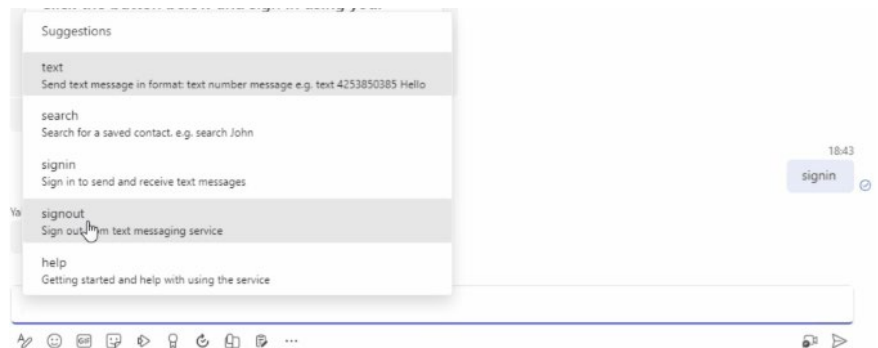 Suggestions
text
Send text message in format: text number message e.g. text 4253850385 Hello
search
Search for a saved contact. e.g. search John
18:43
signin
signin
Sign in to send and receive text messages
Ya
signout
Sign out from text messaging service
help
Getting started and help with using the service
GIF